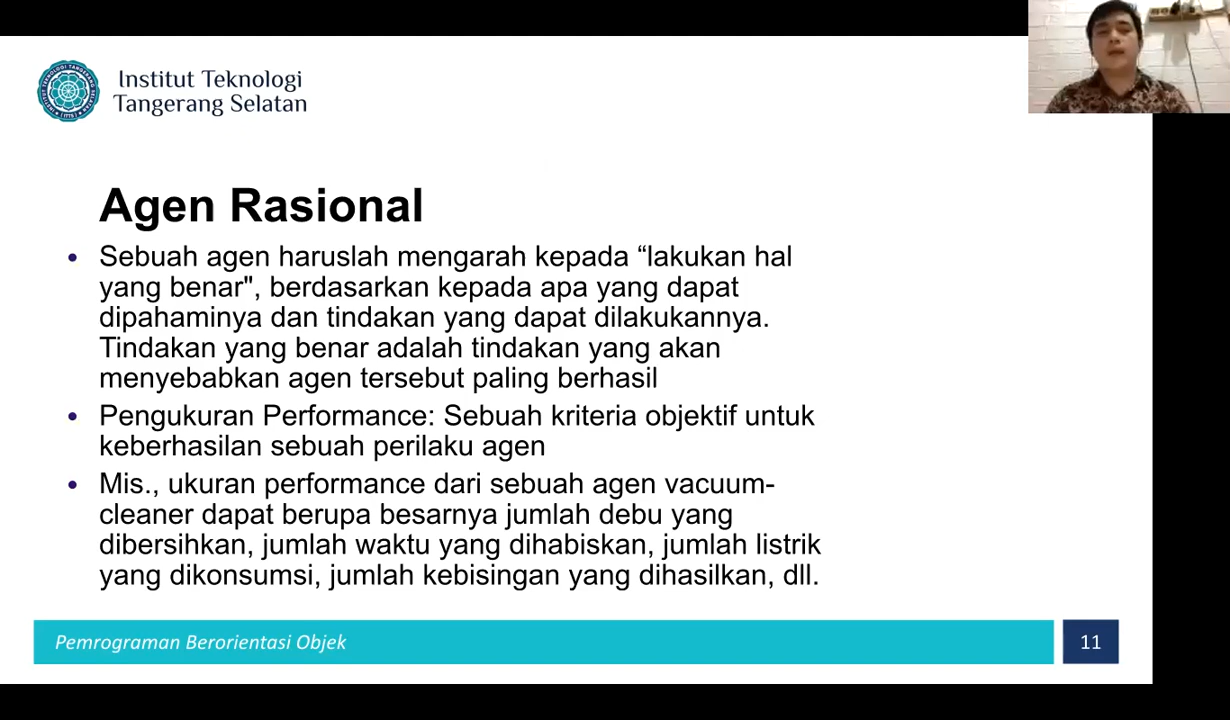 Institut Teknologi
Tangerang Selatan
Agen Rasional
• Sebuah agen haruslah mengarah kepada “lakukan hal
yang benar", berdasarkan kepada apa yang dapat
dipahaminya dan tindakan yang dapat dilakukannya.
Tindakan yang benar adalah tindakan yang akan
menyebabkan agen tersebut paling berhasil
• Pengukuran Performance: Sebuah kriteria objektif untuk
keberhasilan sebuah perilaku agen
• Mis., ukuran performance dari sebuah agen vacuum-
cleaner dapat berupa besarnya jumlah debu yang
dibersihkan, jumlah waktu yang dihabiskan, jumlah listrik
yang dikonsumsi, jumlah kebisingan yang dihasilkan, dll.
Pemrograman Berorientasi Objek
11